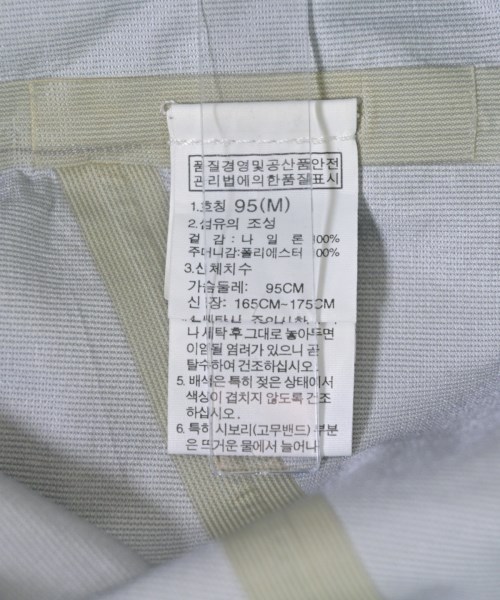 품질경영및공산품안전
관리법에의한품질표시
1.호칭 95(M)
2.섬유의 조성
겉 감:나 일 론 100%
주머니감:폴리에스터 100%
3.신체치수
가슴둘레: 95CM
신 장: 165CM~175CM
나 세탁 후 그대로 놓아두면
이염될 염려가 있으니 곧
탈수하여 건조하십시오.
5. 배색은 특히 젖은 상태에서
색상이 겹치지 않도록 건조
하십시오.
6. 특히 시보리(고무밴드) 부분
은 뜨거운 물에서 늘어나